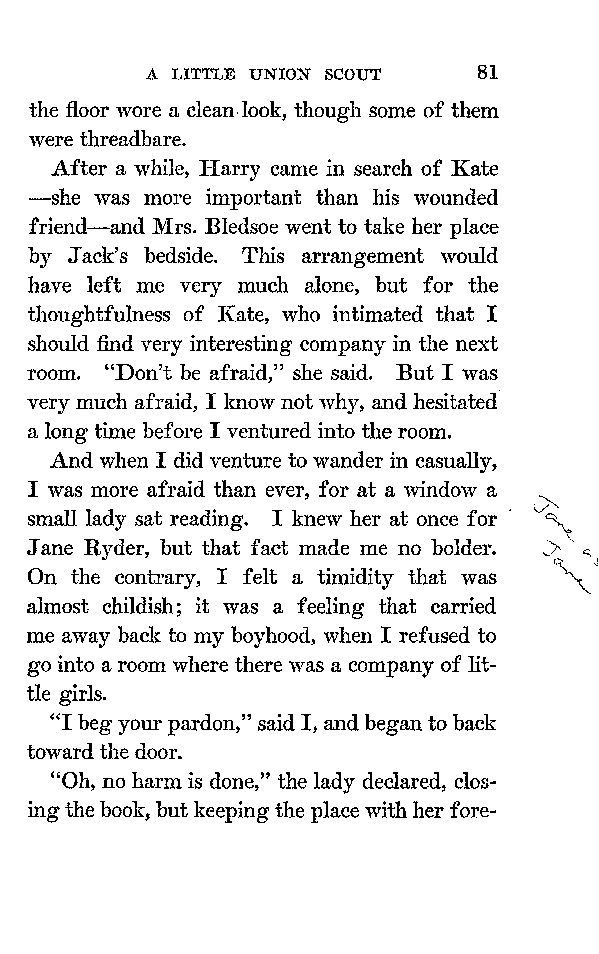 A LITTLE UNION SCOUT 81
the floor wore a clean look, though some of them
were threadbare.
After a while, Harry came in search of Kate
—she was more important than his wounded
friend—and Mrs. Bledsoe went to take her place
by Jack's bedside. This arrangement would
have left me very much alone, but for the
thoughtfulness of Kate, who intimated that I
should find very interesting company in the next
room. "Don't be afraid," she said. But I was
very much afraid, I know not why, and hesitated
a long time before I ventured into the room.
And when I did venture to wander in casually,
I was more afraid than ever, for at a window a
small lady sat reading. I knew her at once for
Jane Ryder, but that fact made me no bolder.
On the contrary, I felt a timidity that was
almost childish; it was a feeling that carried
me away back to my boyhood, when I refused to
go into a room where there was a company of lit-
tle girls.
"I beg your pardon," said I, and began to back
toward the door.
"Oh, no harm is done," the lady declared, clos-
ing the book, but keeping the place with her fore-
Jane as
Jane